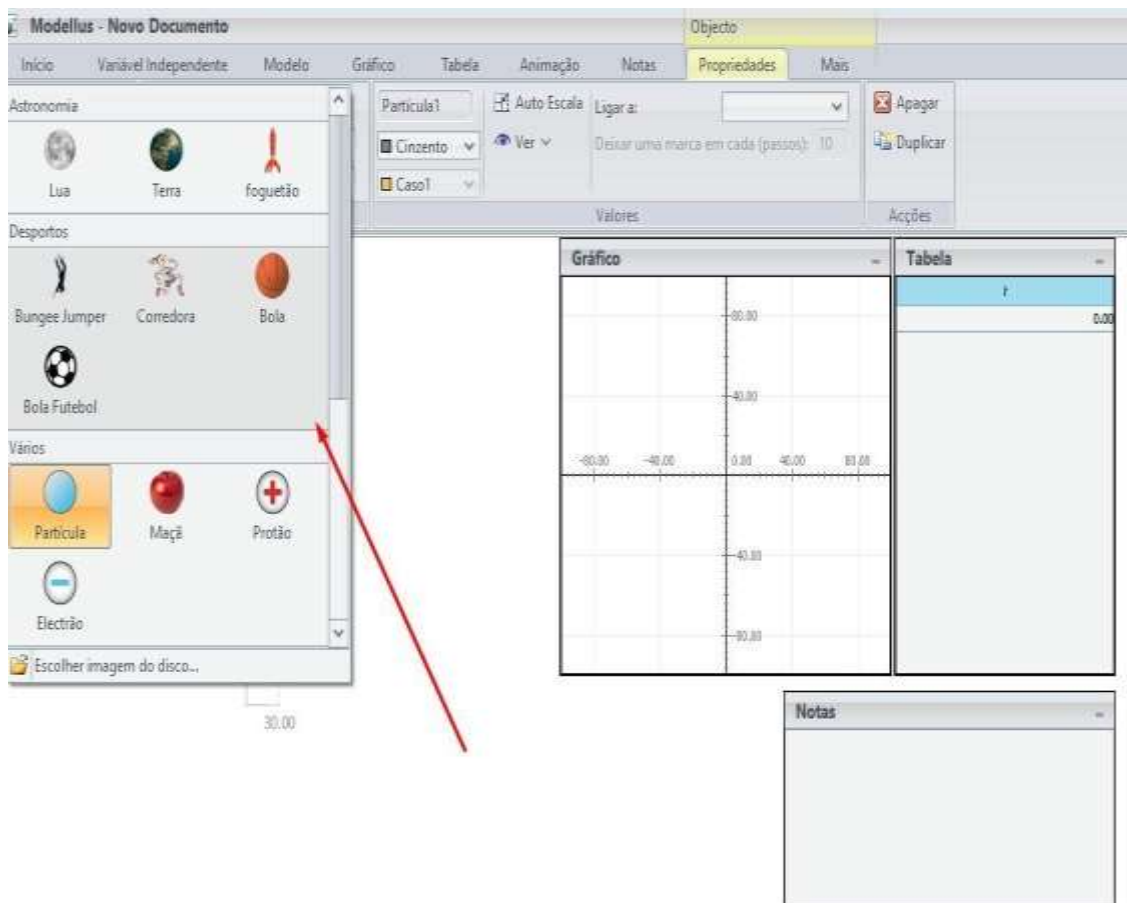 Modellus - Novo Documento
Objecto
Início Variável Independente Modelo Gráfico Tabela Animação Notas Propriedades Mais
Astronomia
Lua Terra foguetão
Desportos
Bungee Jumper Corredora Bola
Bola Futebol
Vários
Partícula Maçã Protão
Electrão
Escolher imagem do disco...
Partícula1
Cinzento
Caso1
Auto Escala
Ver
Ligar a:
Deixar uma marca em cada (passos): 10
Valores
Apagar
Duplicar
Acções
Gráfico
80.00
40.00
-80.00 -40.00 0.00 40.00 80.00
-40.00
-80.00
Tabela
t
0.00
30.00
Notas